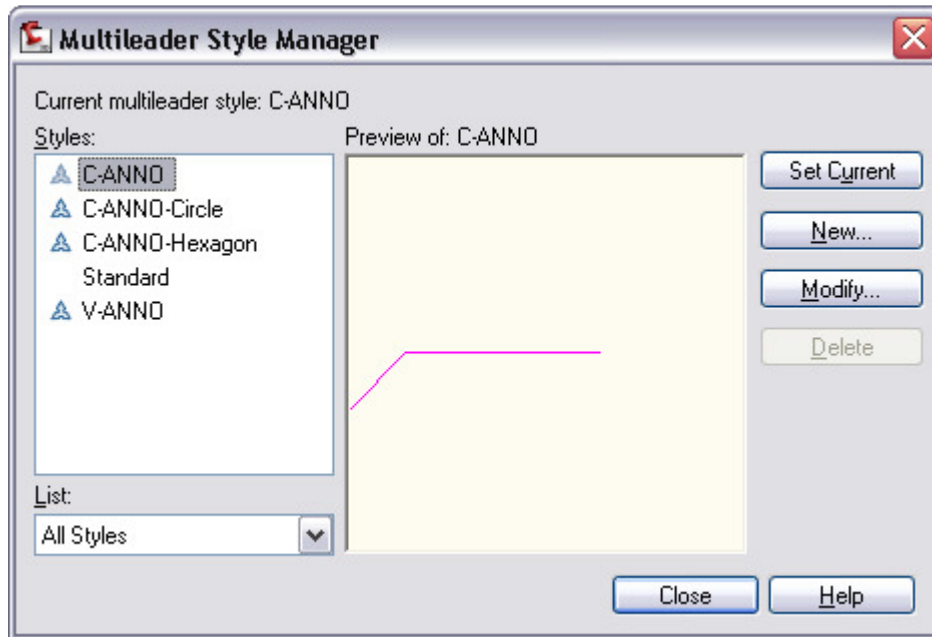 Multileader Style Manager
Current multileader style: C-ANNO
Styles:
Preview of: C-ANNO
C-ANNO
C-ANNO-Circle
C-ANNO-Hexagon
Standard
V-ANNO
Set Current
New...
Modify...
Delete
List:
All Styles
Close
Help